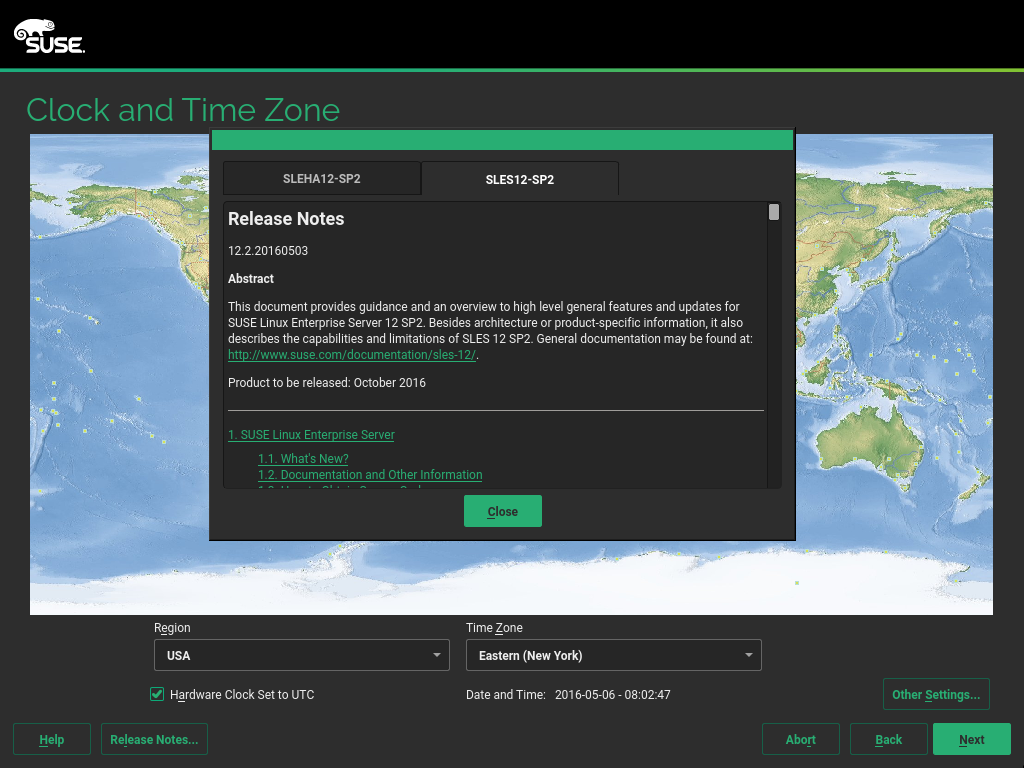 SUSE
Clock and Time Zone
SLEHA12-SP2
SLES12-SP2
Release Notes
12.2.20160503
Abstract
This document provides guidance and an overview to high level general features and updates for
SUSE Linux Enterprise Server 12 SP2. Besides architecture or product-specific information, it also
describes the capabilities and limitations of SLES 12 SP2. General documentation may be found at:
http://www.suse.com/documentation/sles-12/.
Product to be released: October 2016
1. SUSE Linux Enterprise Server
1.1. What's New?
1.2. Documentation and Other Information
Close
Region
Time Zone
USA
Eastern (New York)
Hardware Clock Set to UTC
Date and Time: 2016-05-06 - 08:02:47
Other Settings...
Help
Release Notes...
Abort
Back
Next